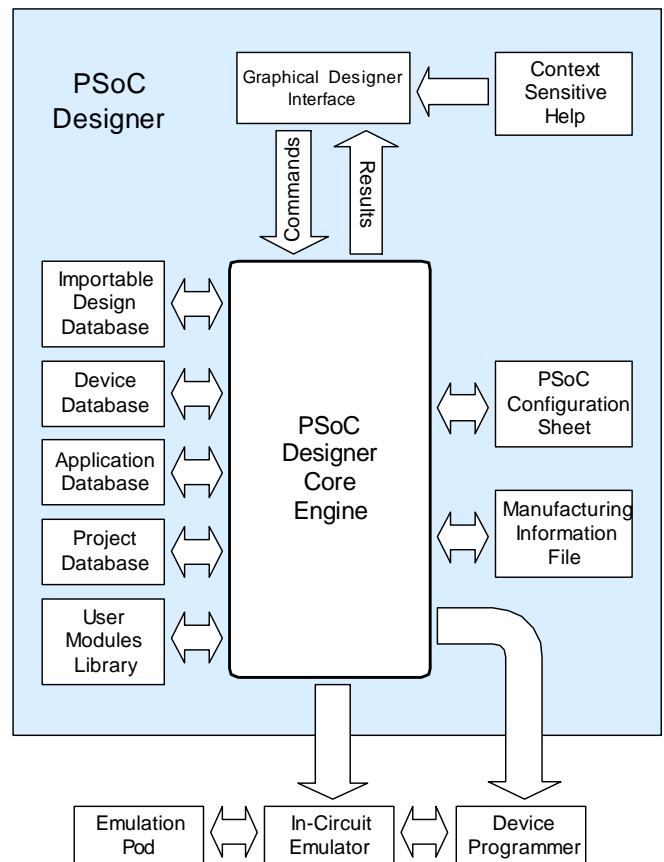 PSoC
Designer
Graphical Designer
Interface
Context
Sensitive
Help
Commands
Results
Importable
Design
Database
Device
Database
Application
Database
Project
Database
User
Modules
Library
PSoC
Designer
Core
Engine
PSoC
Configuration
Sheet
Manufacturing
Information
File
Emulation
Pod
In-Circuit
Emulator
Device
Programmer